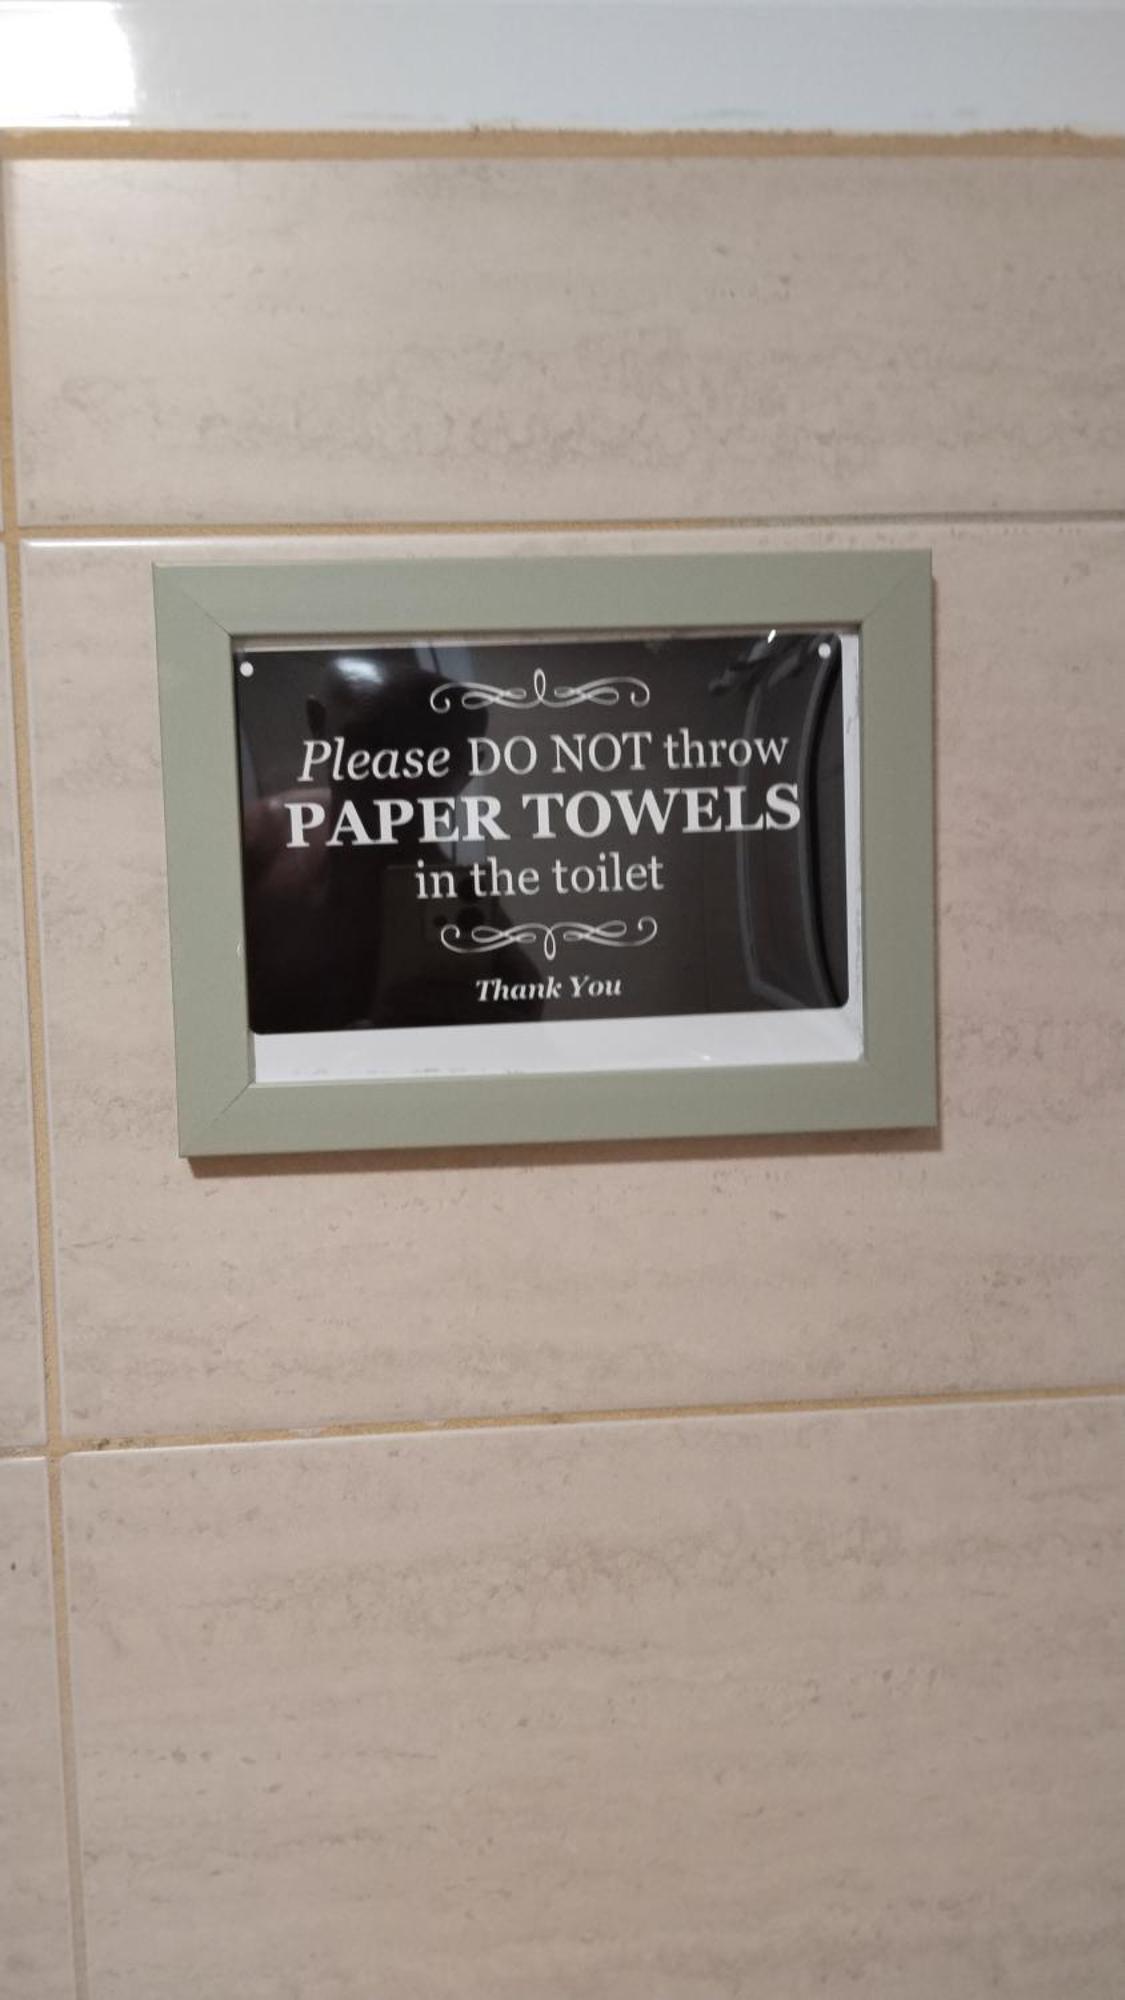 Please DO NOT throw
PAPER TOWELS
in the toilet
Thank You